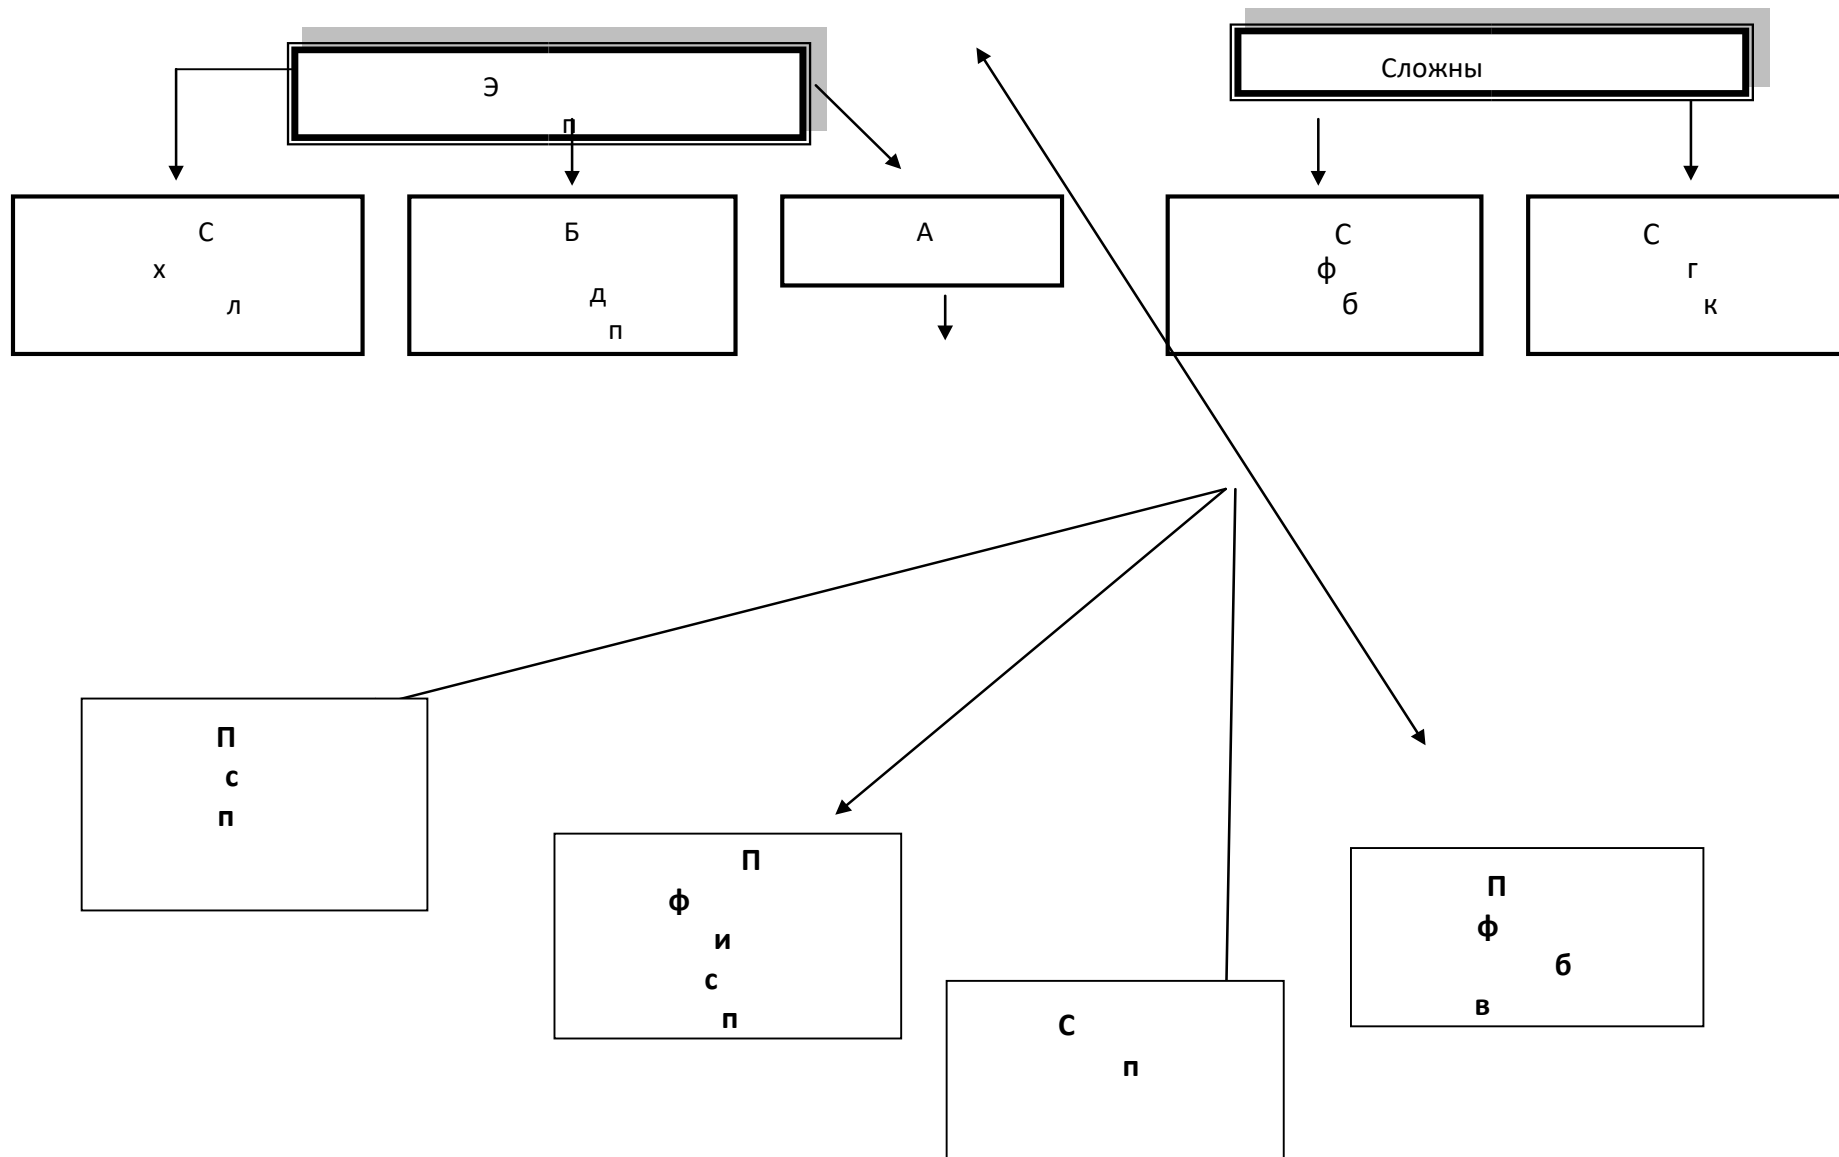 Э
п
Сложны
С
х
л
Б
д
п
А
С
ф
б
С
г
к
П
с
п
П
ф
и
с
п
С
п
П
ф
б
в